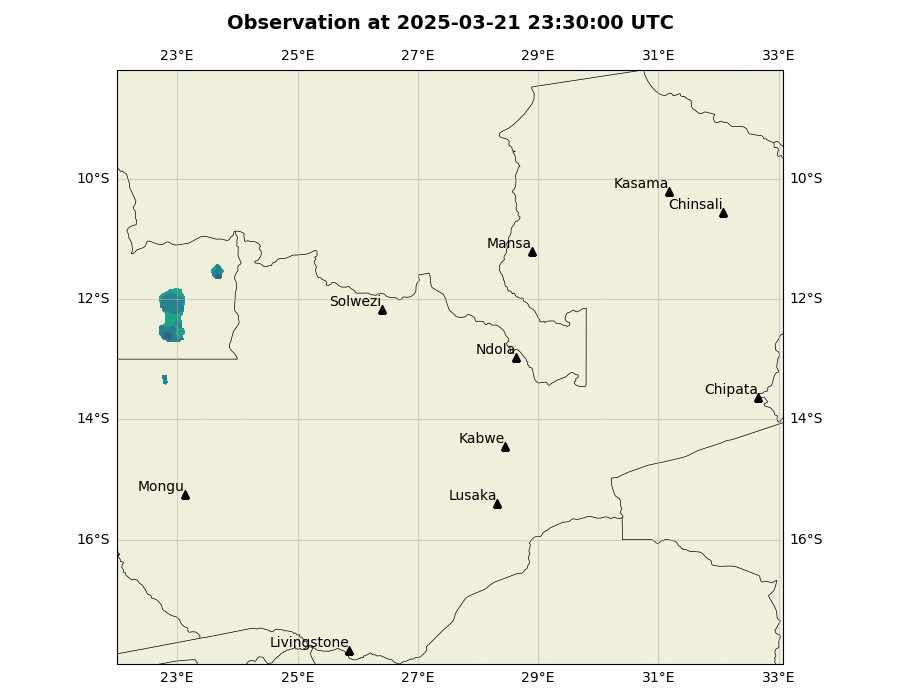 Observation at 2025-03-21 23:30:00 UTC
23°E 25°E 27°E 29°E 31°E 33°E
10°S 10°S
Kasama
Chinsali
Mansa
12°S 12°S
Solwezi
Ndola
Chipata
14°S 14°S
Kabwe
Mongu
Lusaka
16°S 16°S
Livingstone
23°E 25°E 27°E 29°E 31°E 33°E